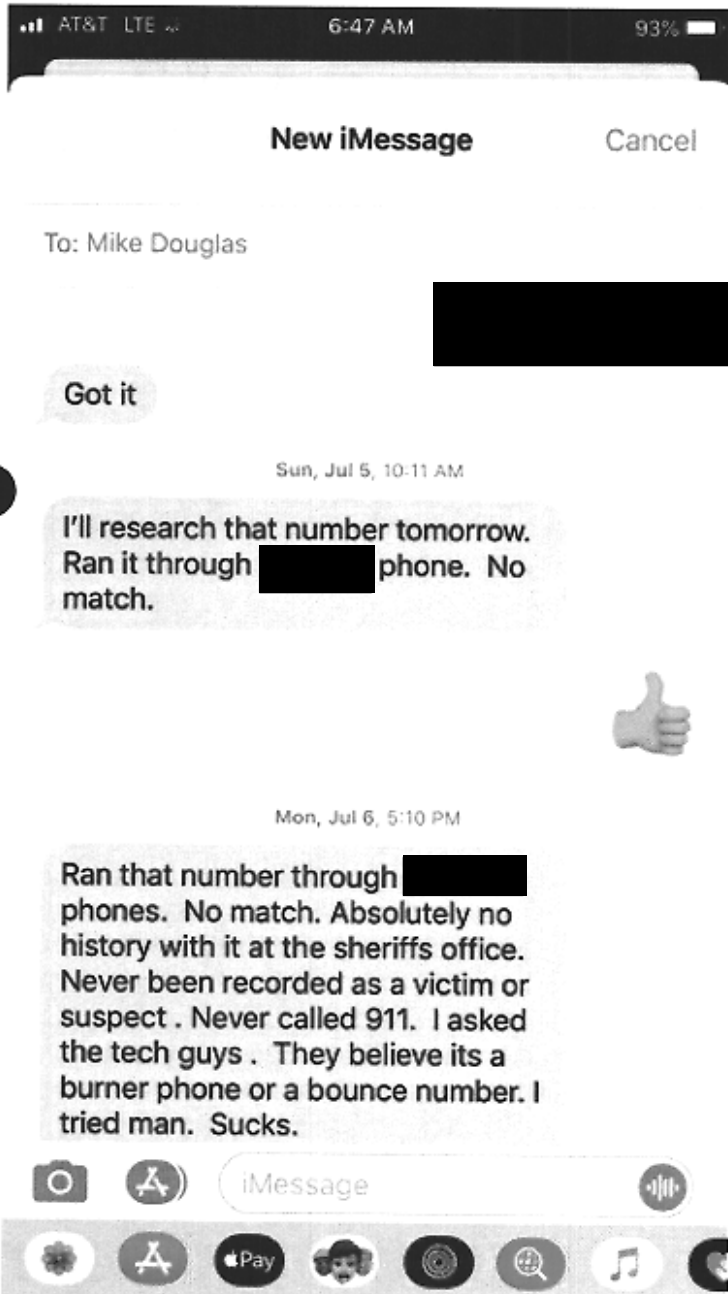 AT&T LTE 6:47 AM 93%
New iMessage Cancel
To: Mike Douglas
Got it
Sun, Jul 5, 10:11 AM
I'll research that number tomorrow.
Ran it through phone. No
match.
Mon, Jul 6, 5:10 PM
Ran that number through
phones. No match. Absolutely no
history with it at the sheriffs office.
Never been recorded as a victim or
suspect . Never called 911. I asked
the tech guys . They believe its a
burner phone or a bounce number. I
tried man. Sucks.
iMessage
Pay